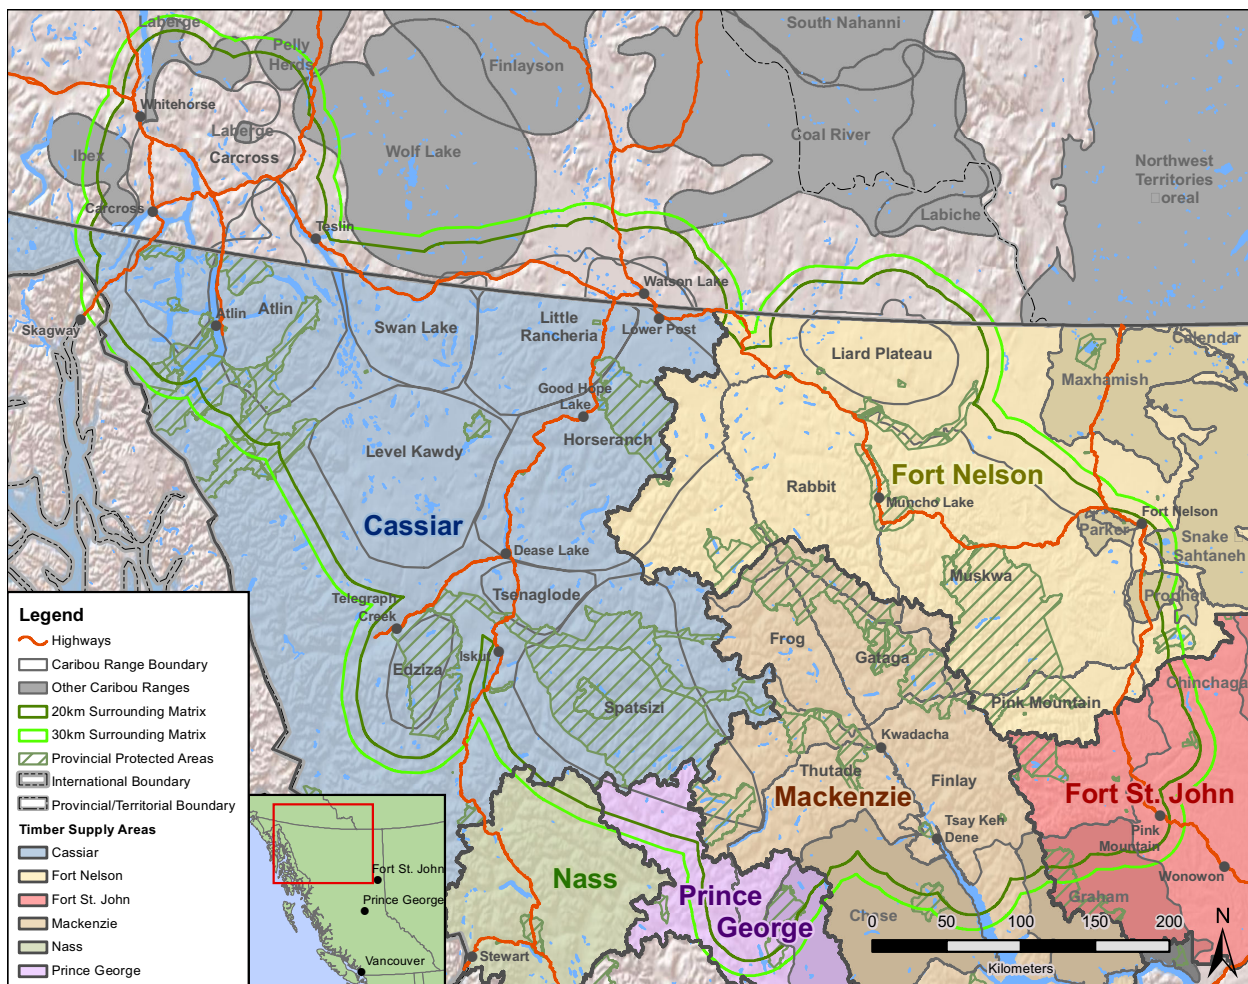 Laberge
Pelly
Herds
Finlayson
South Nahanni
Whitehorse
Ibex
Laberge
Carcross
Wolf Lake
Coal River
Northwest
Territories
□oreal
Carcross
Teslin
Labiche
Watson Lake
Skagway
Atlin
Atlin
Swan Lake
Little
Rancheria
Lower Post
Liard Plateau
Calendar
Maxhamish
Good Hope
Lake
Horseranch
Level Kawdy
Rabbit
Fort Nelson
Muncho Lake
Cassiar
Fort Nelson
Parker
Snake □
Sahtaneh
Dease Lake
Muskwa
Prophet
Telegraph
Creek
Tsenaglode
Iskut
Edziza
Frog
Gataga
Spatsizi
Pink Mountain
Chinchaga
Kwadacha
Thutade
Finlay
Mackenzie
Fort St. John
Tsay Keh
Dene
Pink
Mountain
Wonowon
Nass
Prince
George
Chase
Graham
Stewart
Legend
Highways
Caribou Range Boundary
Other Caribou Ranges
20km Surrounding Matrix
30km Surrounding Matrix
Provincial Protected Areas
International Boundary
Provincial/Territorial Boundary
Timber Supply Areas
Cassiar
Fort Nelson
Fort St. John
Mackenzie
Nass
Prince George
Fort St. John
Prince George
Vancouver
0 50 100 150 200
Kilometers
N